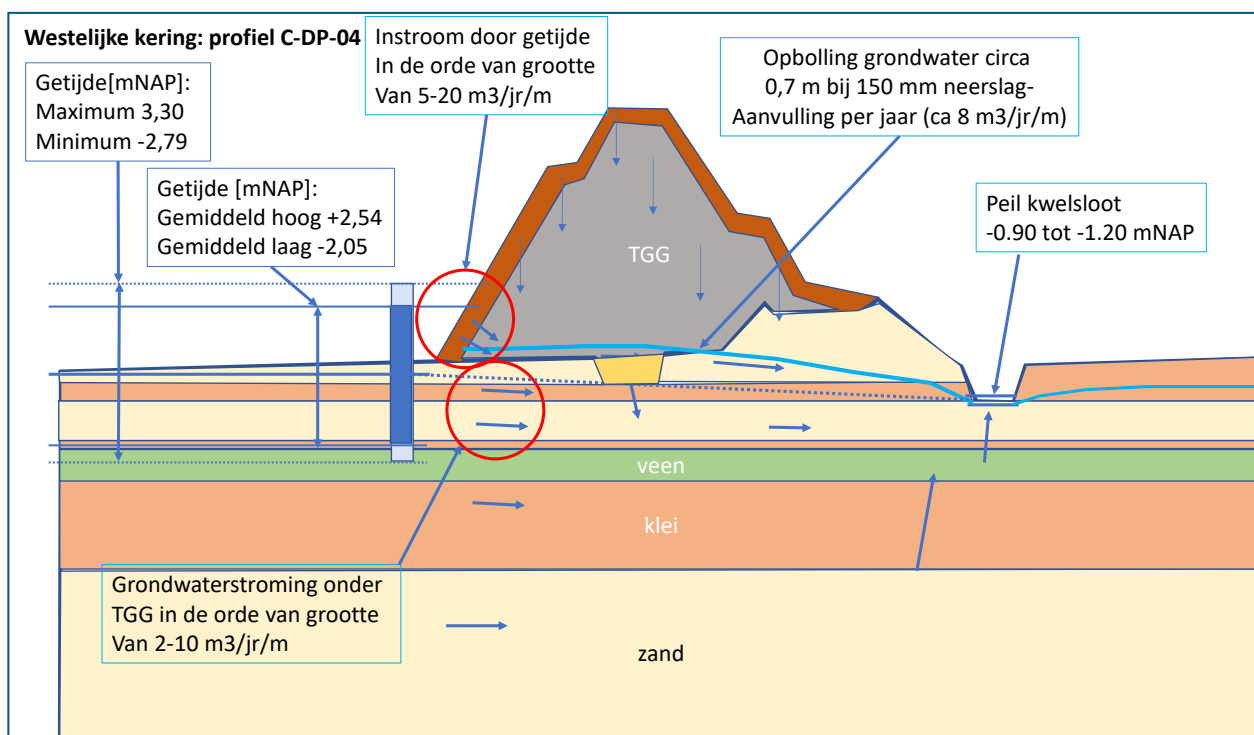 Westelijke kering: profiel C-DP-04
Getijde[mNAP]:
Maximum 3,30
Minimum -2,79
Instroom door getijde
In de orde van grootte
Van 5-20 m3/jr/m
Opbolling grondwater circa
0,7 m bij 150 mm neerslag-
Aanvulling per jaar (ca 8 m3/jr/m)
Getijde [mNAP]:
Gemiddeld hoog +2,54
Gemiddeld laag -2,05
Peil kwelsloot
-0.90 tot -1.20 mNAP
TGG
veen
klei
Grondwaterstroming onder
TGG in de orde van grootte
Van 2-10 m3/jr/m
zand